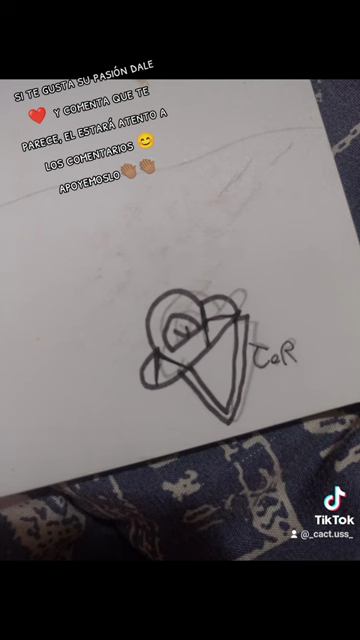 SI TE GUSTA SU PASIÓN DALE
❤️ Y COMENTA QUE TE
PARECE, EL ESTARÁ ATENTO A
LOS COMENTARIOS 😊
APOYEMOSLO👏🏽👏🏽
TikTok
@_cact.uss_